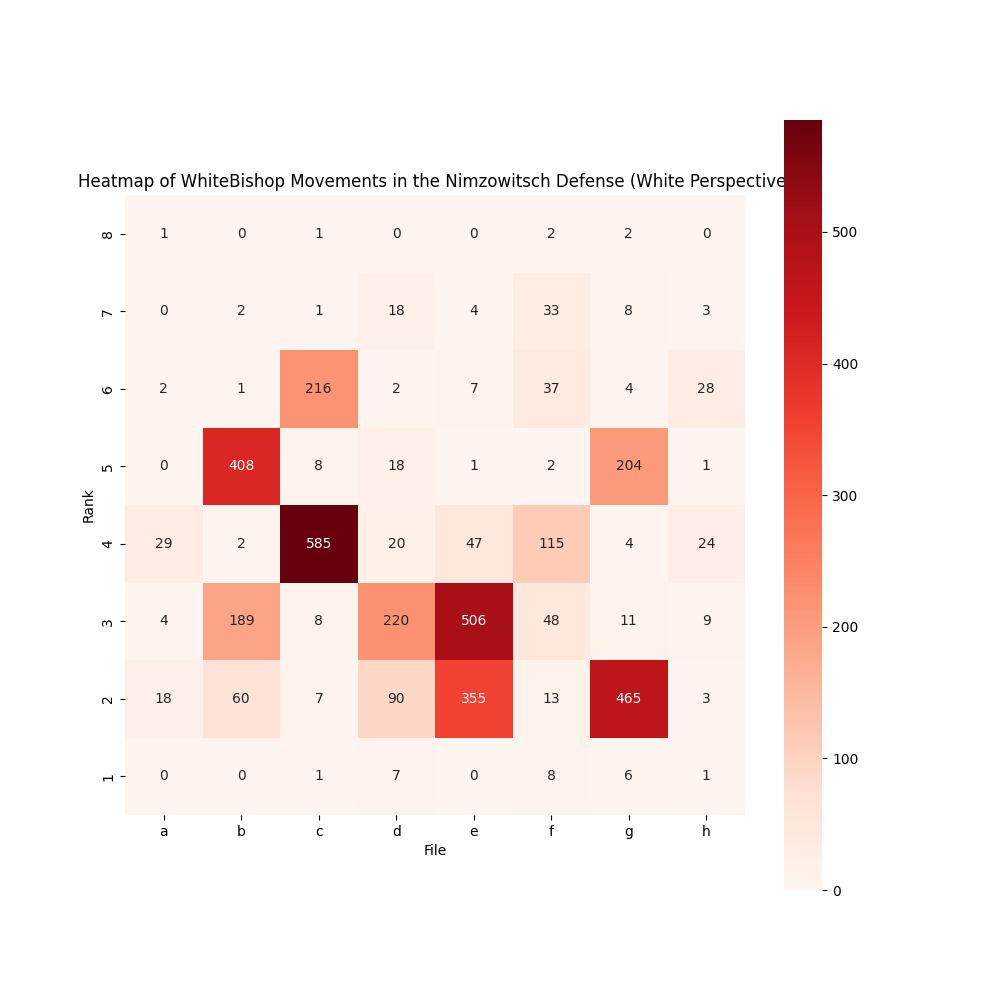 Heatmap of WhiteBishop Movements in the Nimzowitsch Defense (White Perspective
8 1 0 1 0 0 2 2 0
7 0 2 1 18 4 33 8 3
6 2 1 216 2 7 37 4 28
5 0 408 8 18 1 2 204 1
4 29 2 585 20 47 115 4 24
3 4 189 8 220 506 48 11 9
2 18 60 7 90 355 13 465 3
1 0 0 1 7 0 8 6 1
a b c d e f g h
File
Rank
500
400
300
200
100
0